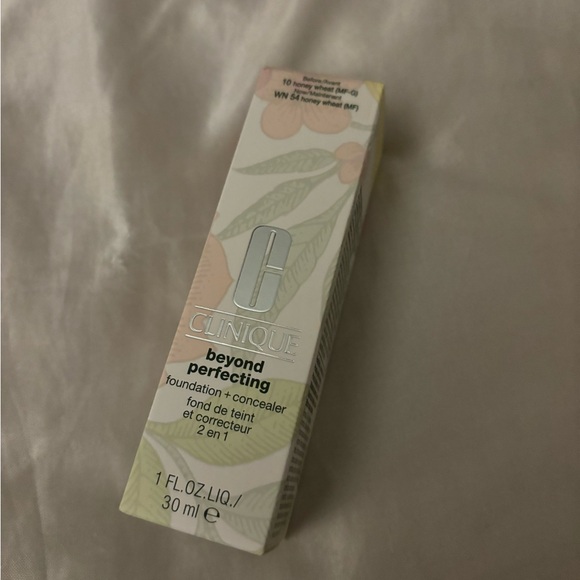 Before/Avant
10 honey wheat (MF-G)
Now/Maintenant
WN 54 honey wheat (MF)
C
CLINIQUE
beyond
perfecting
foundation + concealer
fond de teint
et correcteur
2 en 1
1 FL.OZ.LIQ./
30 ml e